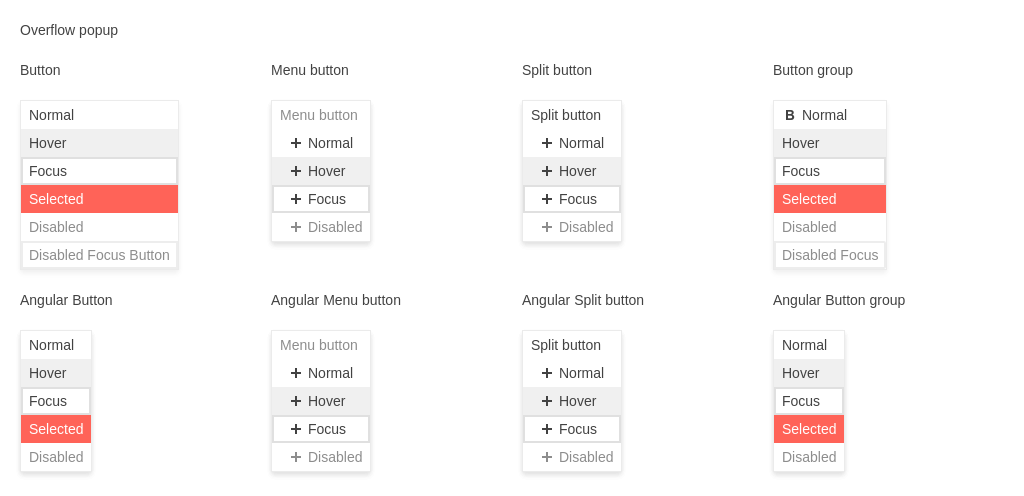 Overflow popup
Button
Normal
Hover
Focus
Selected
Disabled
Disabled Focus Button
Menu button
Menu button
Normal
Hover
Focus
Disabled
Split button
Split button
Normal
Hover
Focus
Disabled
Button group
B Normal
Hover
Focus
Selected
Disabled
Disabled Focus
Angular Button
Normal
Hover
Focus
Selected
Disabled
Angular Menu button
Menu button
Normal
Hover
Focus
Disabled
Angular Split button
Split button
Normal
Hover
Focus
Disabled
Angular Button group
Normal
Hover
Focus
Selected
Disabled